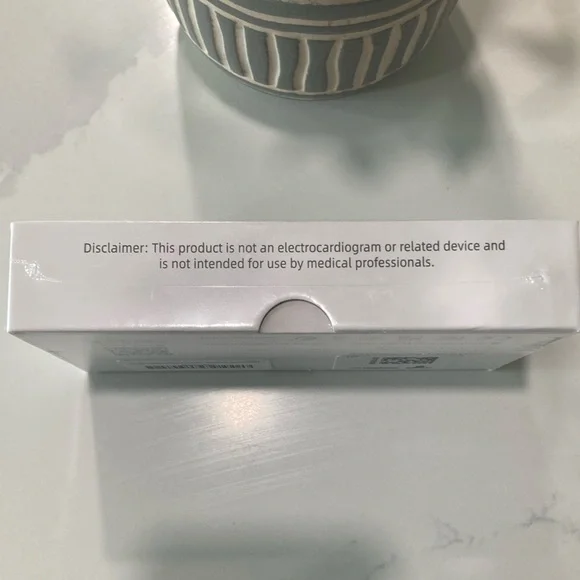 Disclaimer: This product is not an electrocardiogram or related device and
is not intended for use by medical professionals.